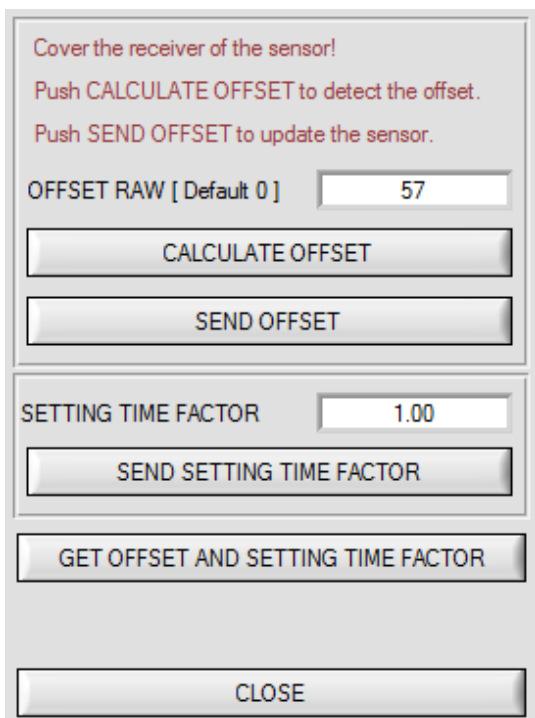 Cover the receiver of the sensor!
Push CALCULATE OFFSET to detect the offset.
Push SEND OFFSET to update the sensor.
OFFSET RAW [ Default 0 ] 57
CALCULATE OFFSET
SEND OFFSET
SETTING TIME FACTOR 1.00
SEND SETTING TIME FACTOR
GET OFFSET AND SETTING TIME FACTOR
CLOSE